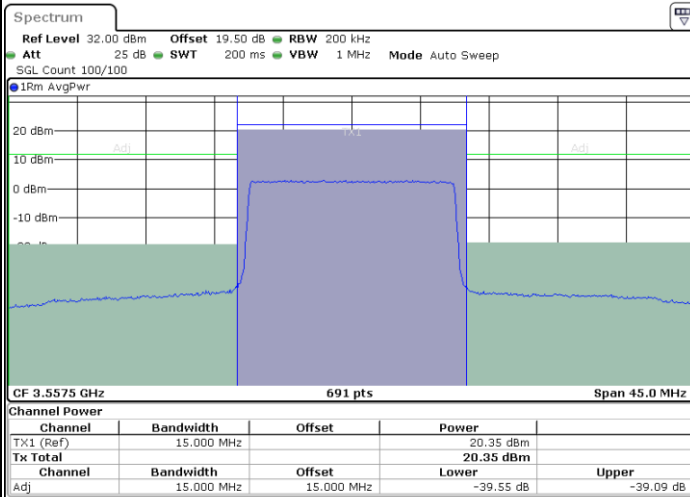 Spectrum
Ref Level 32.00 dBm Offset 19.50 dB RBW 200 kHz
Att 25 dB SWT 200 ms VBW 1 MHz Mode Auto Sweep
SGL Count 100/100
1Rm AvgPwr
20 dBm
TX1
Adj Adj
10 dBm
0 dBm
-10 dBm
CF 3.5575 GHz 691 pts Span 45.0 MHz
Channel Power
Channel Bandwidth Offset Power
TX1 (Ref) 15.000 MHz 20.35 dBm
Tx Total 20.35 dBm
Channel Bandwidth Offset Lower Upper
Adj 15.000 MHz 15.000 MHz -39.55 dB -39.09 dB